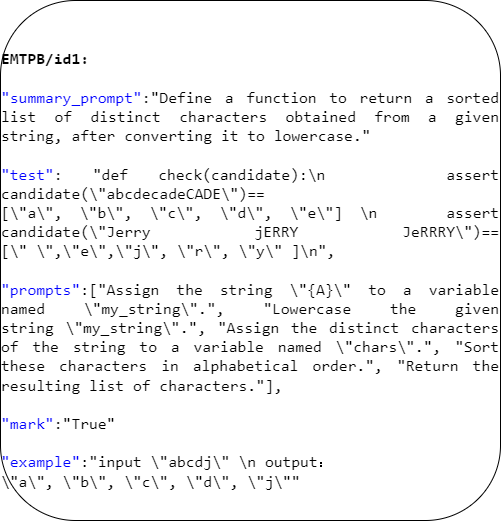 EMTPB/id1:
"summary_prompt":"Define a function to return a sorted
list of distinct characters obtained from a given
string, after converting it to lowercase."
"test": "def check(candidate):\n assert
candidate(\"abcdecadeCADE\")==
[\"a\", \"b\", \"c\", \"d\", \"e\"] \n assert
candidate(\"Jerry jERRY JeRRRY\")==
[\" \",\"e\",\"j\", \"r\", \"y\" ]\n",
"prompts":["Assign the string \"{A}\" to a variable
named \"my_string\".", "Lowercase the given
string \"my_string\".", "Assign the distinct characters
of the string to a variable named \"chars\".", "Sort
these characters in alphabetical order.", "Return the
resulting list of characters."],
"mark":"True"
"example":"input \"abcdj\" \n output：
\"a\", \"b\", \"c\", \"d\", \"j\""